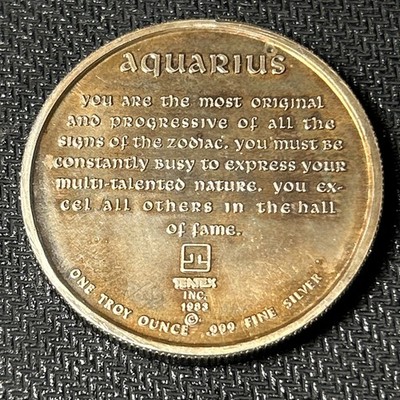 aquarius
you are the most original
and progressive of all the
signs of the zodiac. you must be
constantly busy to express your
multi-talented nature. you ex-
cel all others in the hall
of fame.
TENTEX
INC.
1983
©
ONE TROY OUNCE · .999 FINE SILVER ·